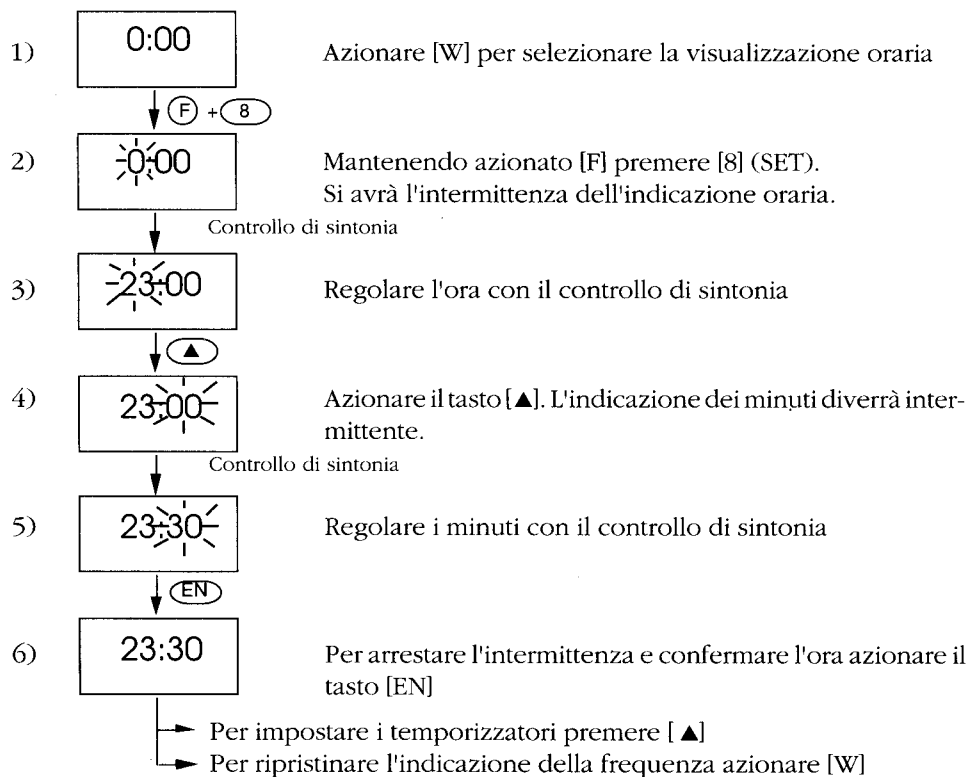 1)
0:00
Azionare [W] per selezionare la visualizzazione oraria
F + 8
2)
0:00
Mantenendo azionato [F] premere [8] (SET).
Si avrà l'intermittenza dell'indicazione oraria.
Controllo di sintonia
3)
23:00
Regolare l'ora con il controllo di sintonia
▲
4)
23:00
Azionare il tasto [▲]. L'indicazione dei minuti diverrà inter-
mittente.
Controllo di sintonia
5)
23:30
Regolare i minuti con il controllo di sintonia
EN
6)
23:30
Per arrestare l'intermittenza e confermare l'ora azionare il
tasto [EN]
Per impostare i temporizzatori premere [ ▲]
Per ripristinare l'indicazione della frequenza azionare [W]